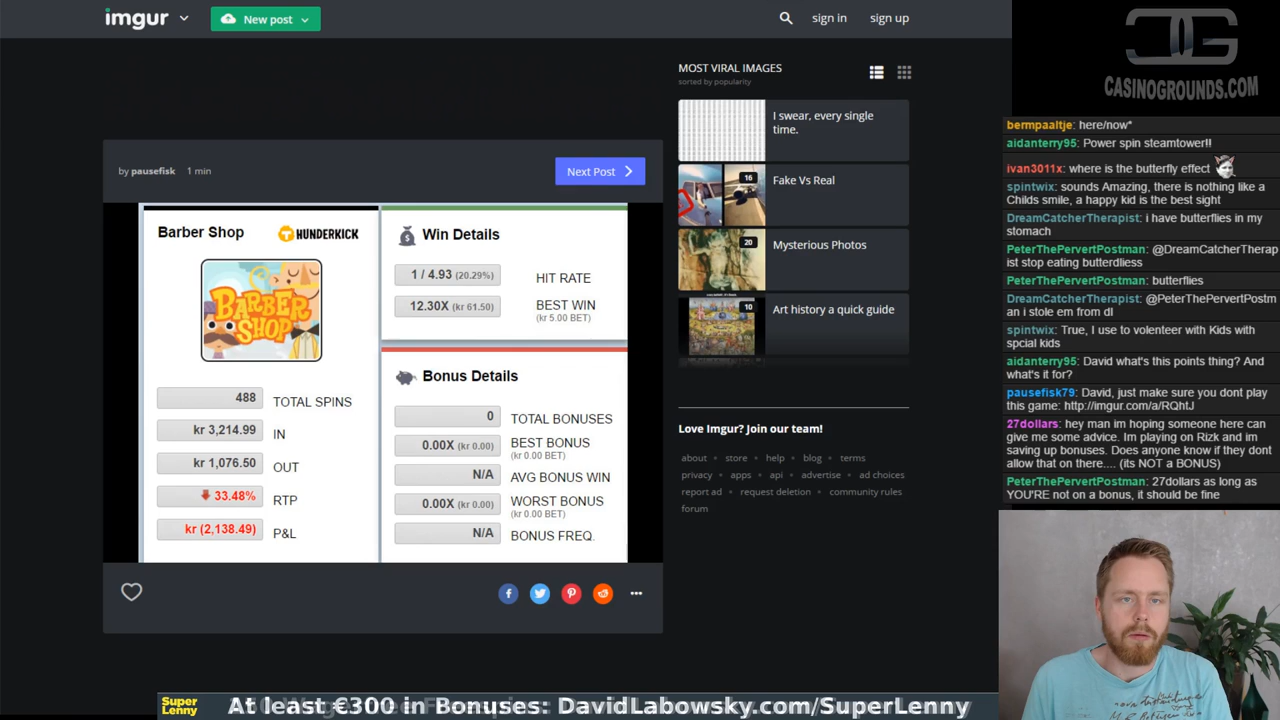 imgur
New post
sign in
sign up
CASINOGROUNDS.COM
by pausefisk 1 min
Next Post
Barber Shop
THUNDERKICK
BARBER
SHOP
488 TOTAL SPINS
kr 3,214.99 IN
kr 1,076.50 OUT
33.48% RTP
kr (2,138.49) P&L
Win Details
1 / 4.93 (20.29%) HIT RATE
12.30X (kr 61.50) BEST WIN
(kr 5.00 BET)
Bonus Details
0 TOTAL BONUSES
0.00X (kr 0.00) BEST BONUS
(kr 0.00 BET)
N/A AVG BONUS WIN
0.00X (kr 0.00) WORST BONUS
(kr 0.00 BET)
N/A BONUS FREQ.
MOST VIRAL IMAGES
sorted by popularity
I swear, every single
time.
16
Fake Vs Real
20
Mysterious Photos
10
Art history a quick guide
Love Imgur? Join our team!
about store help blog terms
privacy apps api advertise ad choices
report ad request deletion community rules
forum
bermpaaltje: here/now*
aidanterry95: Power spin steamtower!!
ivan3011x: where is the butterfly effect
spintwix: sounds Amazing, there is nothing like a
Childs smile, a happy kid is the best sight
DreamCatcherTherapist: i have butterflies in my
stomach
PeterThePervertPostman: @DreamCatcherTherap
ist stop eating butterdliess
PeterThePervertPostman: butterflies
DreamCatcherTherapist: @PeterThePervertPostm
an i stole em from dl
spintwix: True, I use to volenteer with Kids with
spcial kids
aidanterry95: David what's this points thing? And
what's it for?
pausefisk79: David, just make sure you dont play
this game: http://imgur.com/a/RQhtJ
27dollars: hey man im hoping someone here can
give me some advice. Im playing on Rizk and im
saving up bonuses. Does anyone know if they dont
allow that on there.... (its NOT a BONUS)
PeterThePervertPostman: 27dollars as long as
YOU'RE not on a bonus, it should be fine
Super
Lenny
At least €300 in Bonuses: DavidLabowsky.com/SuperLenny